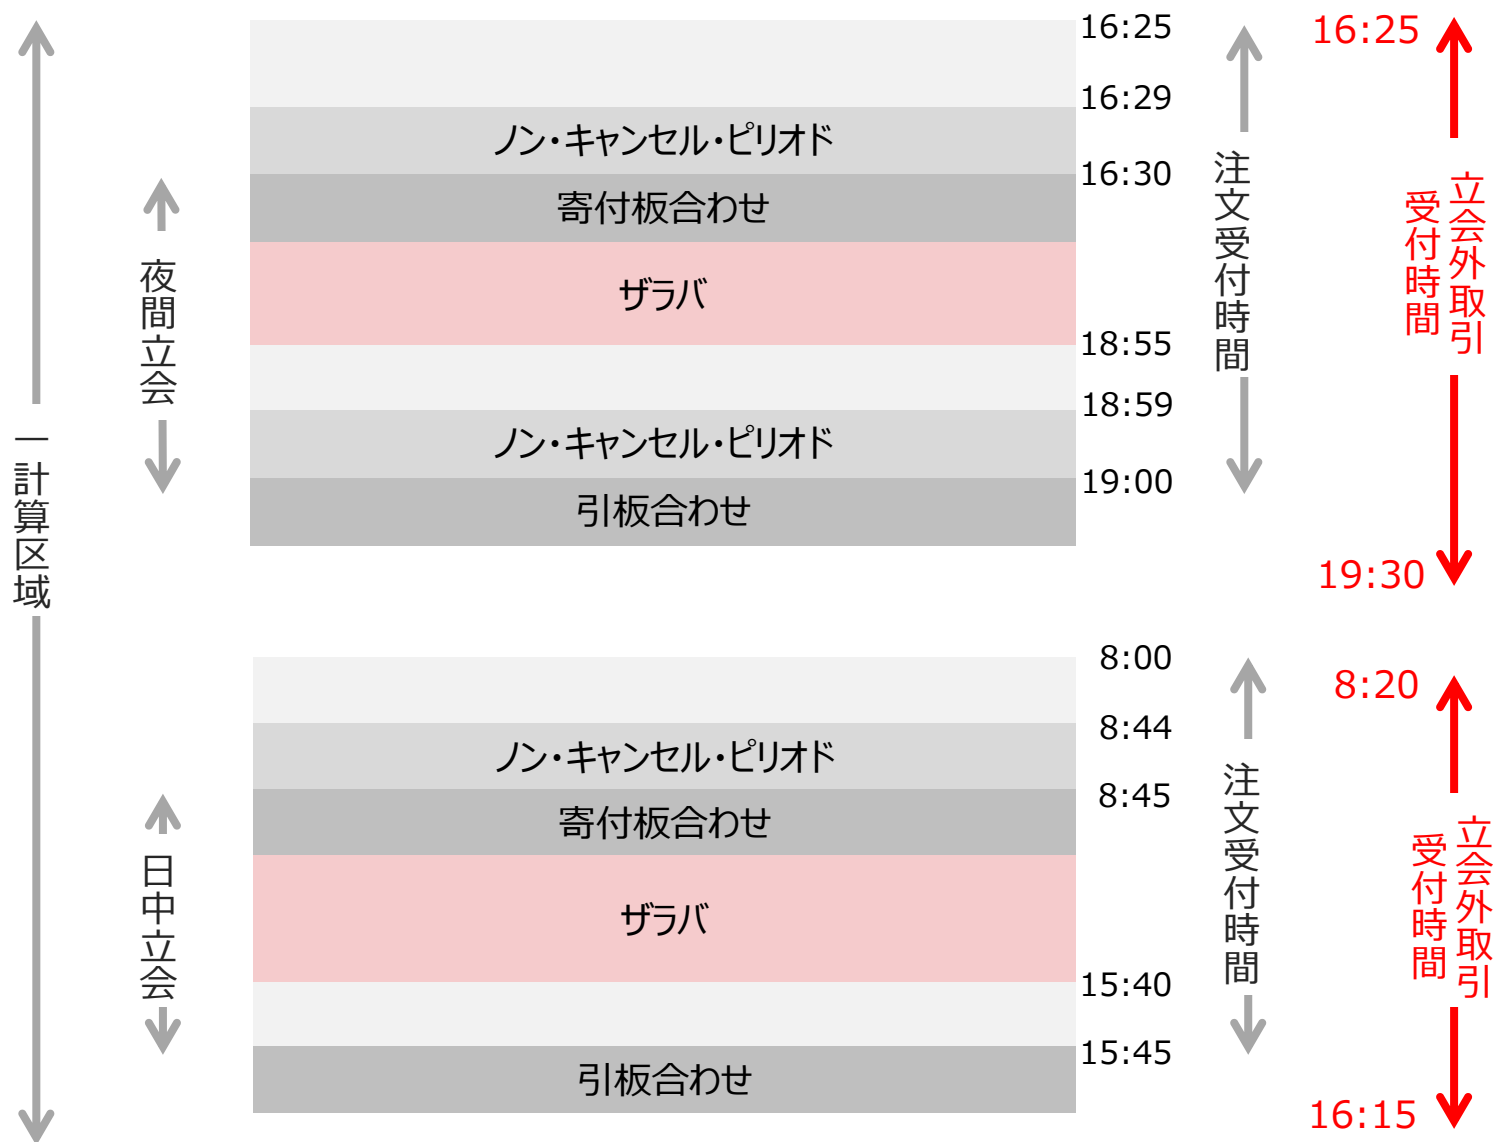 16:25
16:29
ノン・キャンセル・ピリオド
16:30
寄付板合わせ
ザラバ
18:55
18:59
ノン・キャンセル・ピリオド
19:00
引板合わせ
夜間立会
注文受付時間
16:25
立会外取引
受付時間
19:30
一計算区域
8:00
8:44
ノン・キャンセル・ピリオド
8:45
寄付板合わせ
ザラバ
15:40
15:45
引板合わせ
日中立会
注文受付時間
8:20
立会外取引
受付時間
16:15